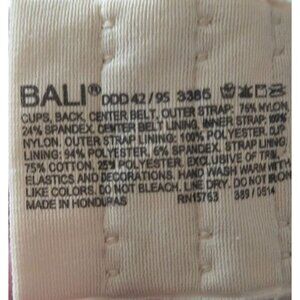 BALI® DDD 42 / 95 3385
CUPS, BACK, CENTER BELT, OUTER STRAP: 76% NYLON,
24% SPANDEX. CENTER BELT LINING, INNER STRAP: 100%
NYLON. OUTER STRAP LINING: 100% POLYESTER. CUP
LINING: 94% POLYESTER, 6% SPANDEX. SLING:
75% COTTON, 25% POLYESTER. EXCLUSIVE OF TRIM,
ELASTICS AND DECORATIONS. HAND WASH WARM WITH
LIKE COLORS. DO NOT BLEACH. LINE DRY. DO NOT IRON
MADE IN HONDURAS RN15763 389 / 0514